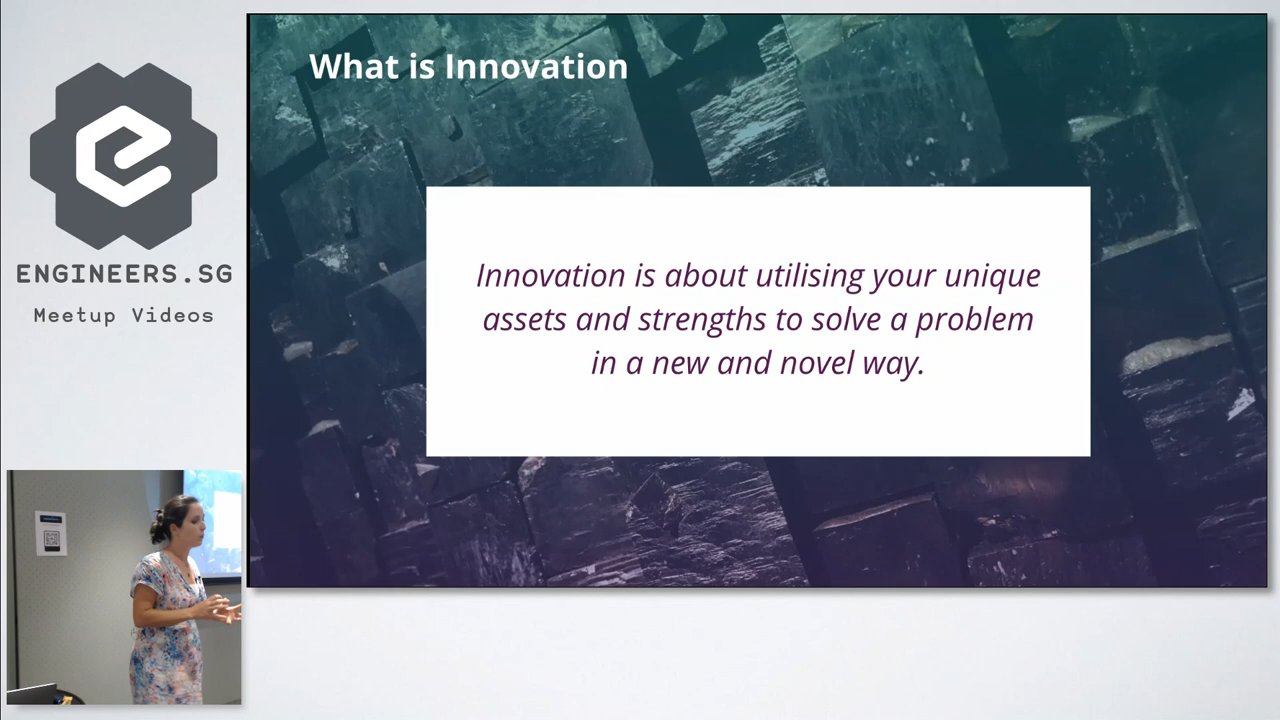 What is Innovation
Innovation is about utilising your unique
assets and strengths to solve a problem
in a new and novel way.
ENGINEERS.SG
Meetup Videos